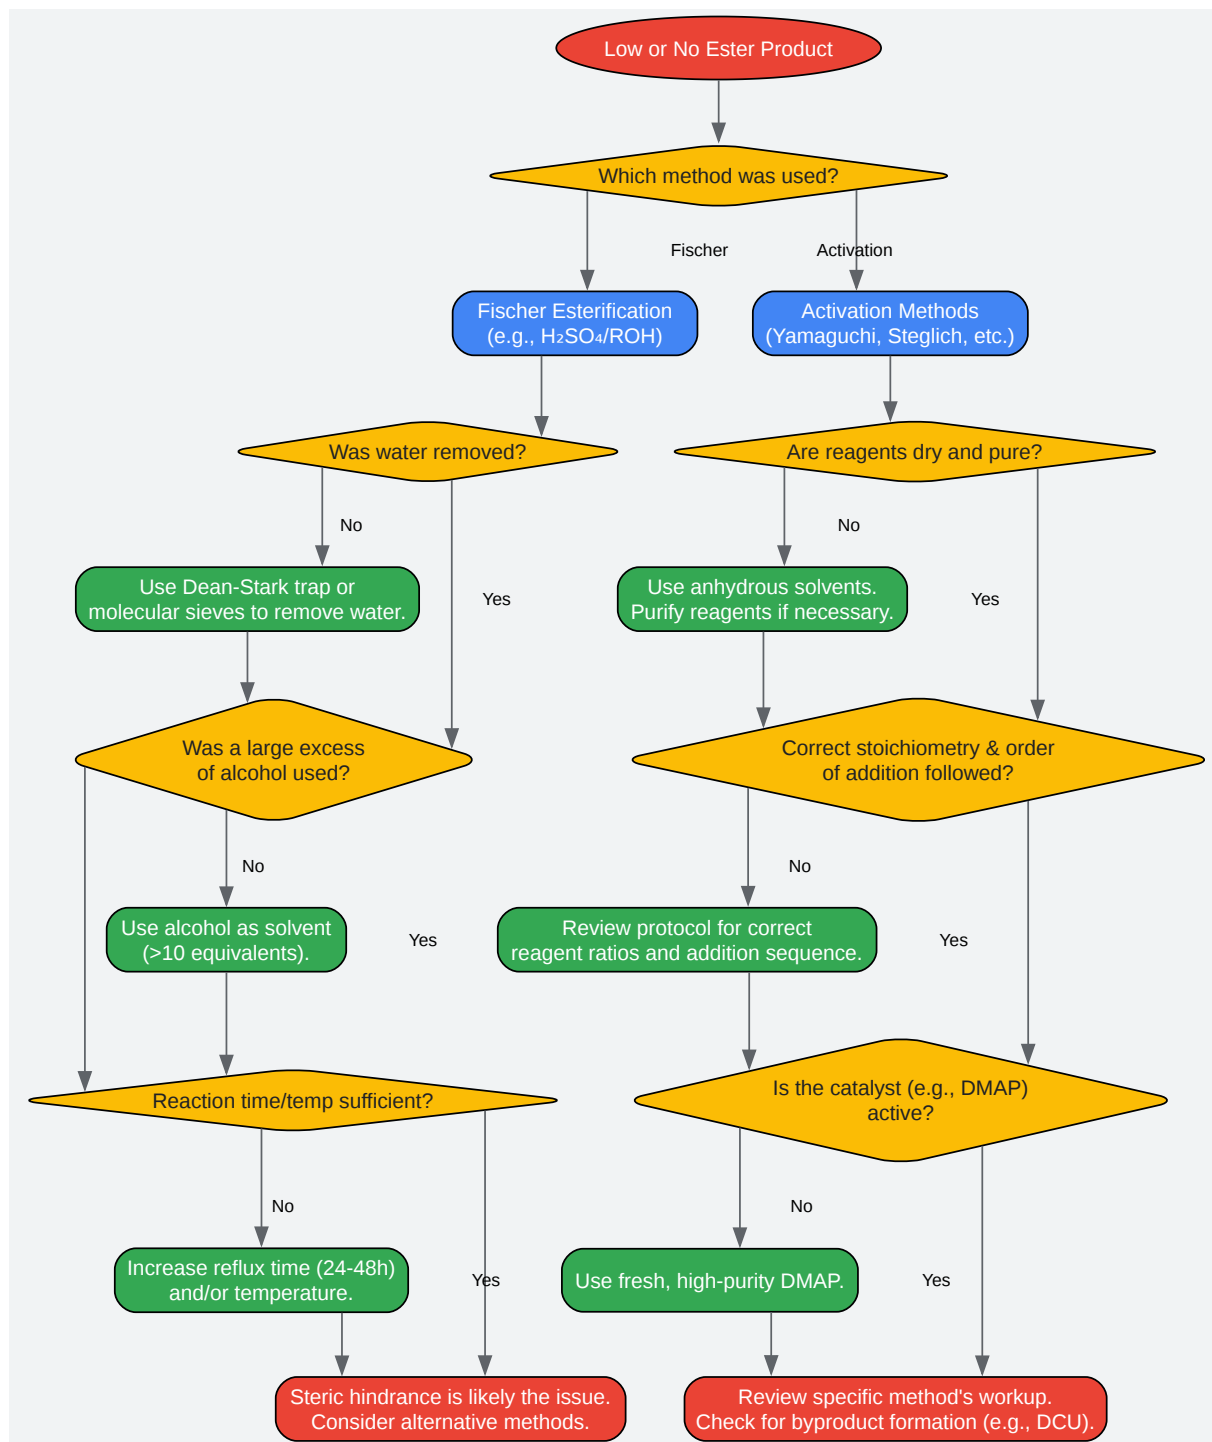 Low or No Ester Product
Which method was used?
Fischer
Activation
Fischer Esterification
(e.g., H₂SO₄/ROH)
Activation Methods
(Yamaguchi, Steglich, etc.)
Was water removed?
Are reagents dry and pure?
No
No
Use Dean-Stark trap or
molecular sieves to remove water.
Yes
Use anhydrous solvents.
Purify reagents if necessary.
Yes
Was a large excess
of alcohol used?
Correct stoichiometry & order
of addition followed?
No
No
Use alcohol as solvent
(>10 equivalents).
Yes
Review protocol for correct
reagent ratios and addition sequence.
Yes
Reaction time/temp sufficient?
Is the catalyst (e.g., DMAP)
active?
No
No
Increase reflux time (24-48h)
and/or temperature.
Yes
Use fresh, high-purity DMAP.
Yes
Steric hindrance is likely the issue.
Consider alternative methods.
Review specific method's workup.
Check for byproduct formation (e.g., DCU).